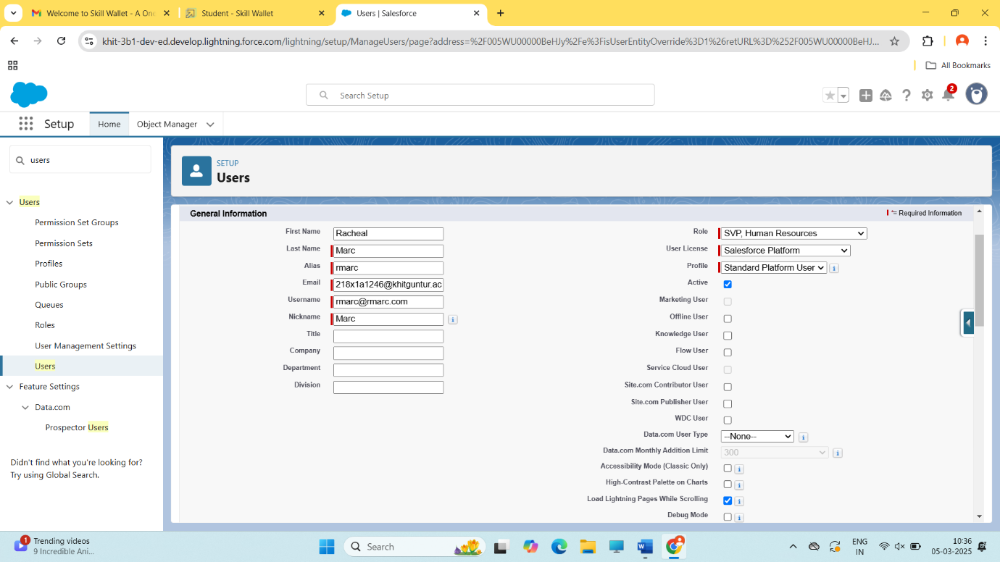 Welcome to Skill Wallet - A One
Student - Skill Wallet
Users | Salesforce
khit-3b1-dev-ed.develop.lightning.force.com/lightning/setup/ManageUsers/page?address=%2F005WU00000BeHJy%2Fe%3FisUserEntityOverride%3D1%26retURL%3D%252F005WU00000BeHJ...
All Bookmarks
Search Setup
2
Setup
Home
Object Manager
users
SETUP
Users
Users
Permission Set Groups
Permission Sets
Profiles
Public Groups
Queues
Roles
User Management Settings
Users
Feature Settings
Data.com
Prospector Users
Didn't find what you're looking for?
Try using Global Search.
General Information
= Required Information
First Name Racheal
Last Name Marc
Alias rmarc
Email 218x1a1246@khitguntur.ac
Username rmarc@rmarc.com
Nickname Marc
Title
Company
Department
Division
Role SVP, Human Resources
User License Salesforce Platform
Profile Standard Platform User
Active
Marketing User
Offline User
Knowledge User
Flow User
Service Cloud User
Site.com Contributor User
Site.com Publisher User
WDC User
Data.com User Type --None--
Data.com Monthly Addition Limit 300
Accessibility Mode (Classic Only)
High-Contrast Palette on Charts
Load Lightning Pages While Scrolling
Debug Mode
1
Trending videos
9 Incredible Ani...
Search
ENG
IN
10:36
05-03-2025